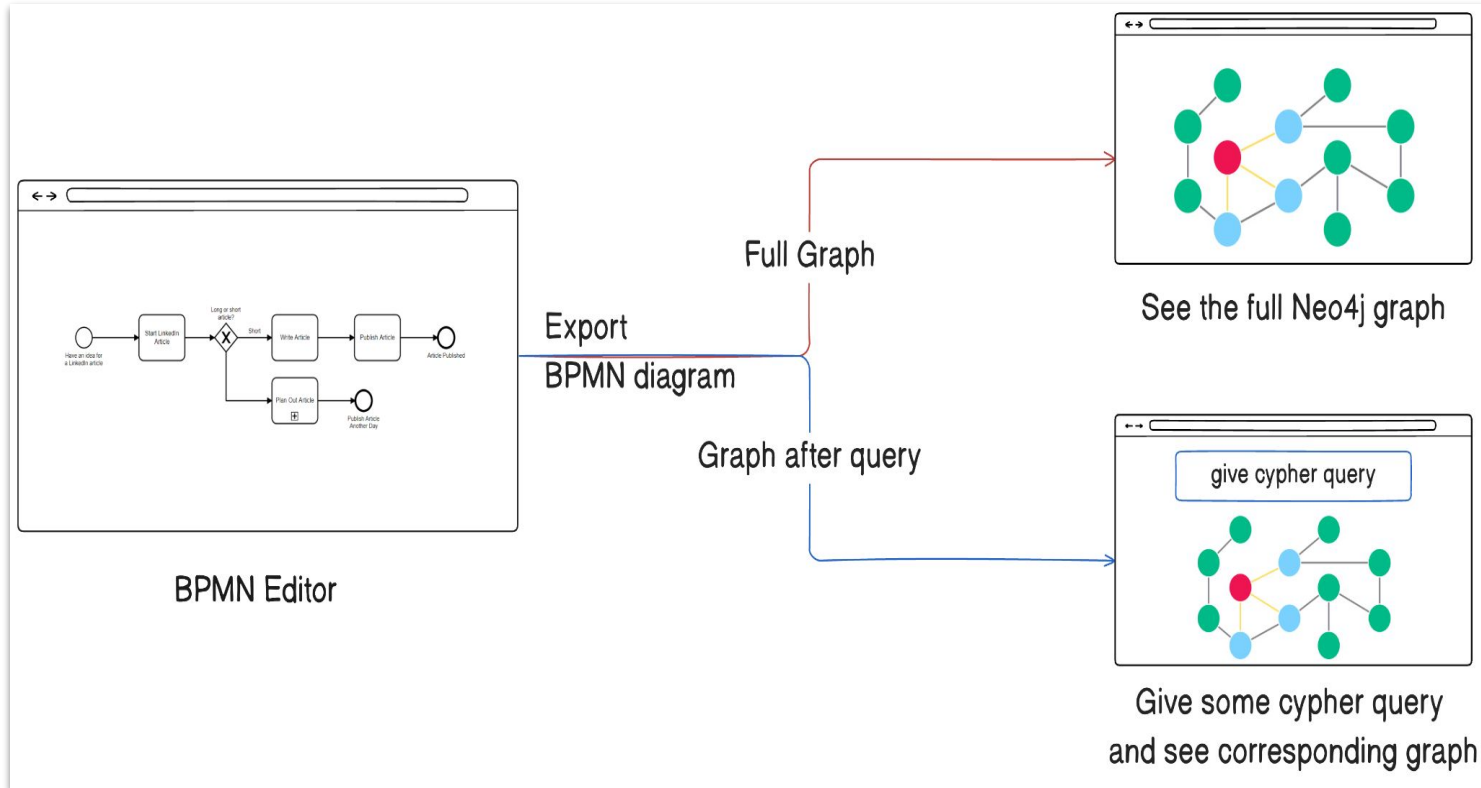 Long or short
article?
Start LinkedIn
Article
Short
Write Article
Publish Article
Have an idea for
a LinkedIn article
Article Published
Plan Out Article
Publish Article
Another Day
BPMN Editor
Export
BPMN diagram
Full Graph
Graph after query
See the full Neo4j graph
give cypher query
Give some cypher query
and see corresponding graph